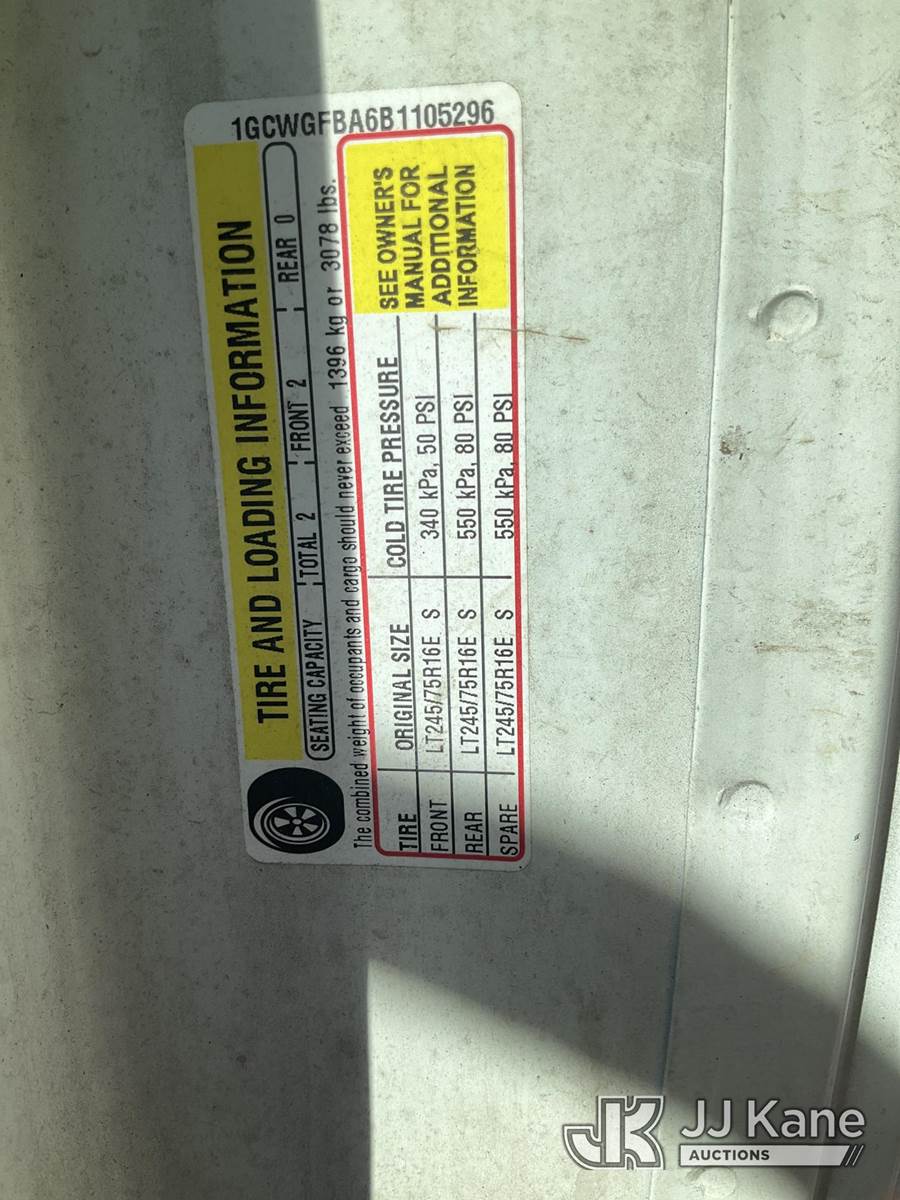 1GCWGFBA6B1105296
TIRE AND LOADING INFORMATION
SEATING CAPACITY TOTAL 2 FRONT 2 REAR 0
The combined weight of occupants and cargo should never exceed 1396 kg or 3078 lbs.
TIRE ORIGINAL SIZE COLD TIRE PRESSURE
FRONT LT245/75R16E S 340 kPa, 50 PSI
REAR LT245/75R16E S 550 kPa, 80 PSI
SPARE LT245/75R16E S 550 kPa, 80 PSI
SEE OWNER'S
MANUAL FOR
ADDITIONAL
INFORMATION
JK JJ Kane
AUCTIONS